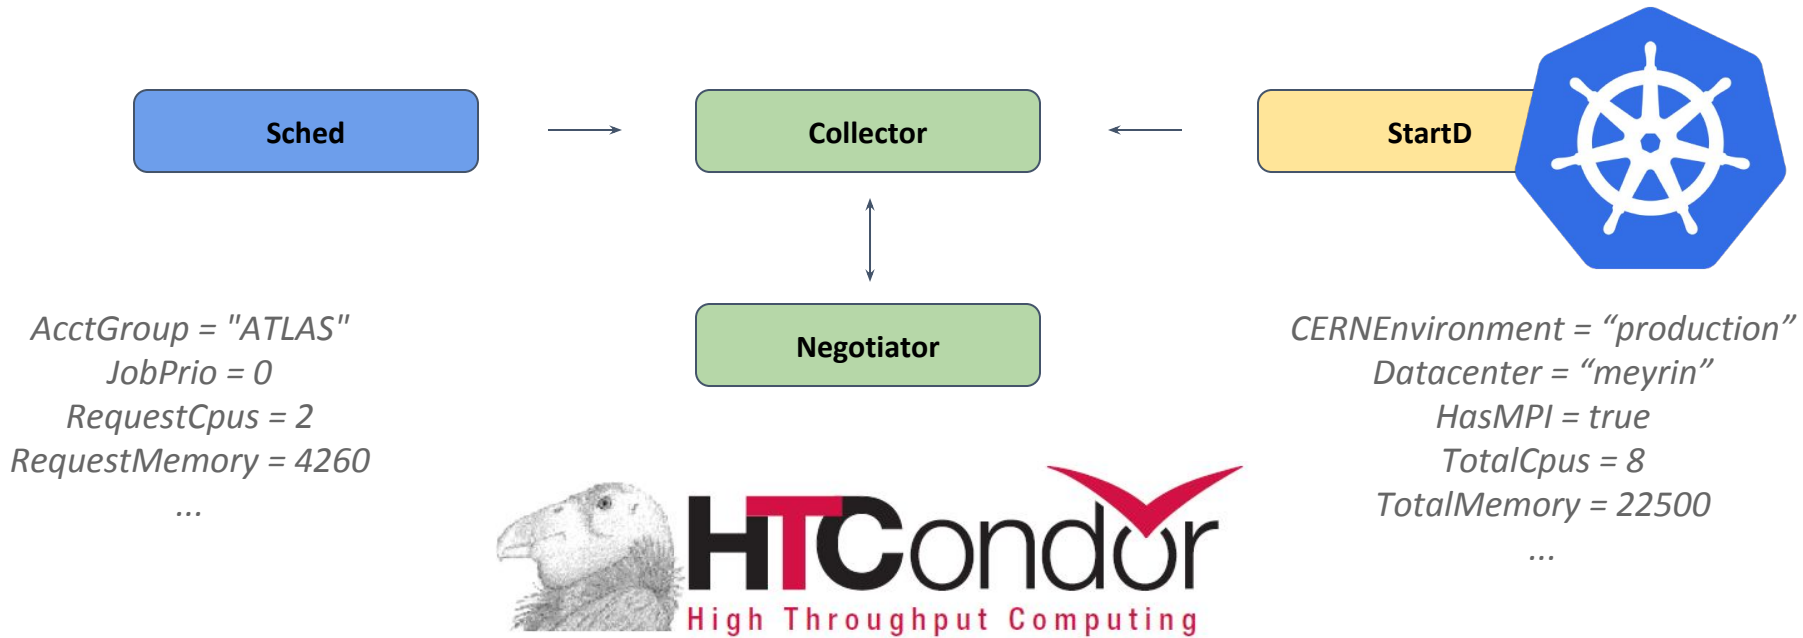 Sched
Collector
StartD
Negotiator
AcctGroup = "ATLAS"
JobPrio = 0
RequestCpus = 2
RequestMemory = 4260
...
CERNEnvironment = “production”
Datacenter = “meyrin”
HasMPI = true
TotalCpus = 8
TotalMemory = 22500
...
HTCondor
High Throughput Computing